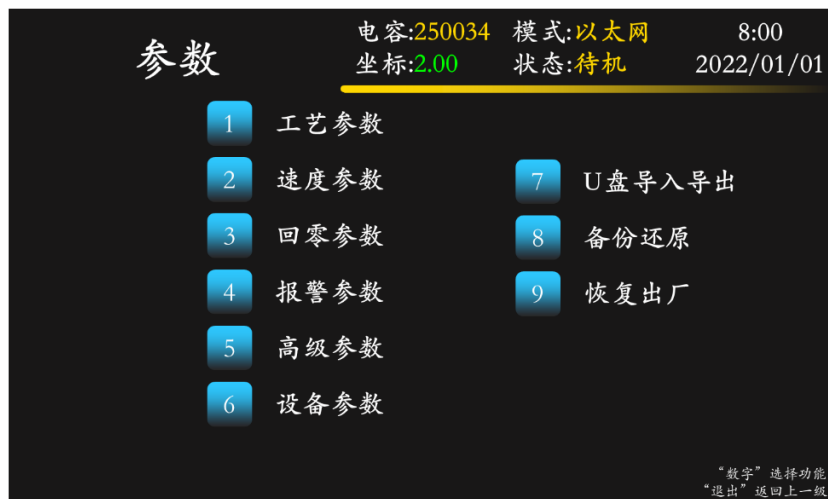 参数
电容:250034 模式:以太网 8:00
坐标:2.00 状态:待机 2022/01/01
1 工艺参数
2 速度参数
3 回零参数
4 报警参数
5 高级参数
6 设备参数
7 U盘导入导出
8 备份还原
9 恢复出厂
“数字”选择功能
“退出”返回上一级